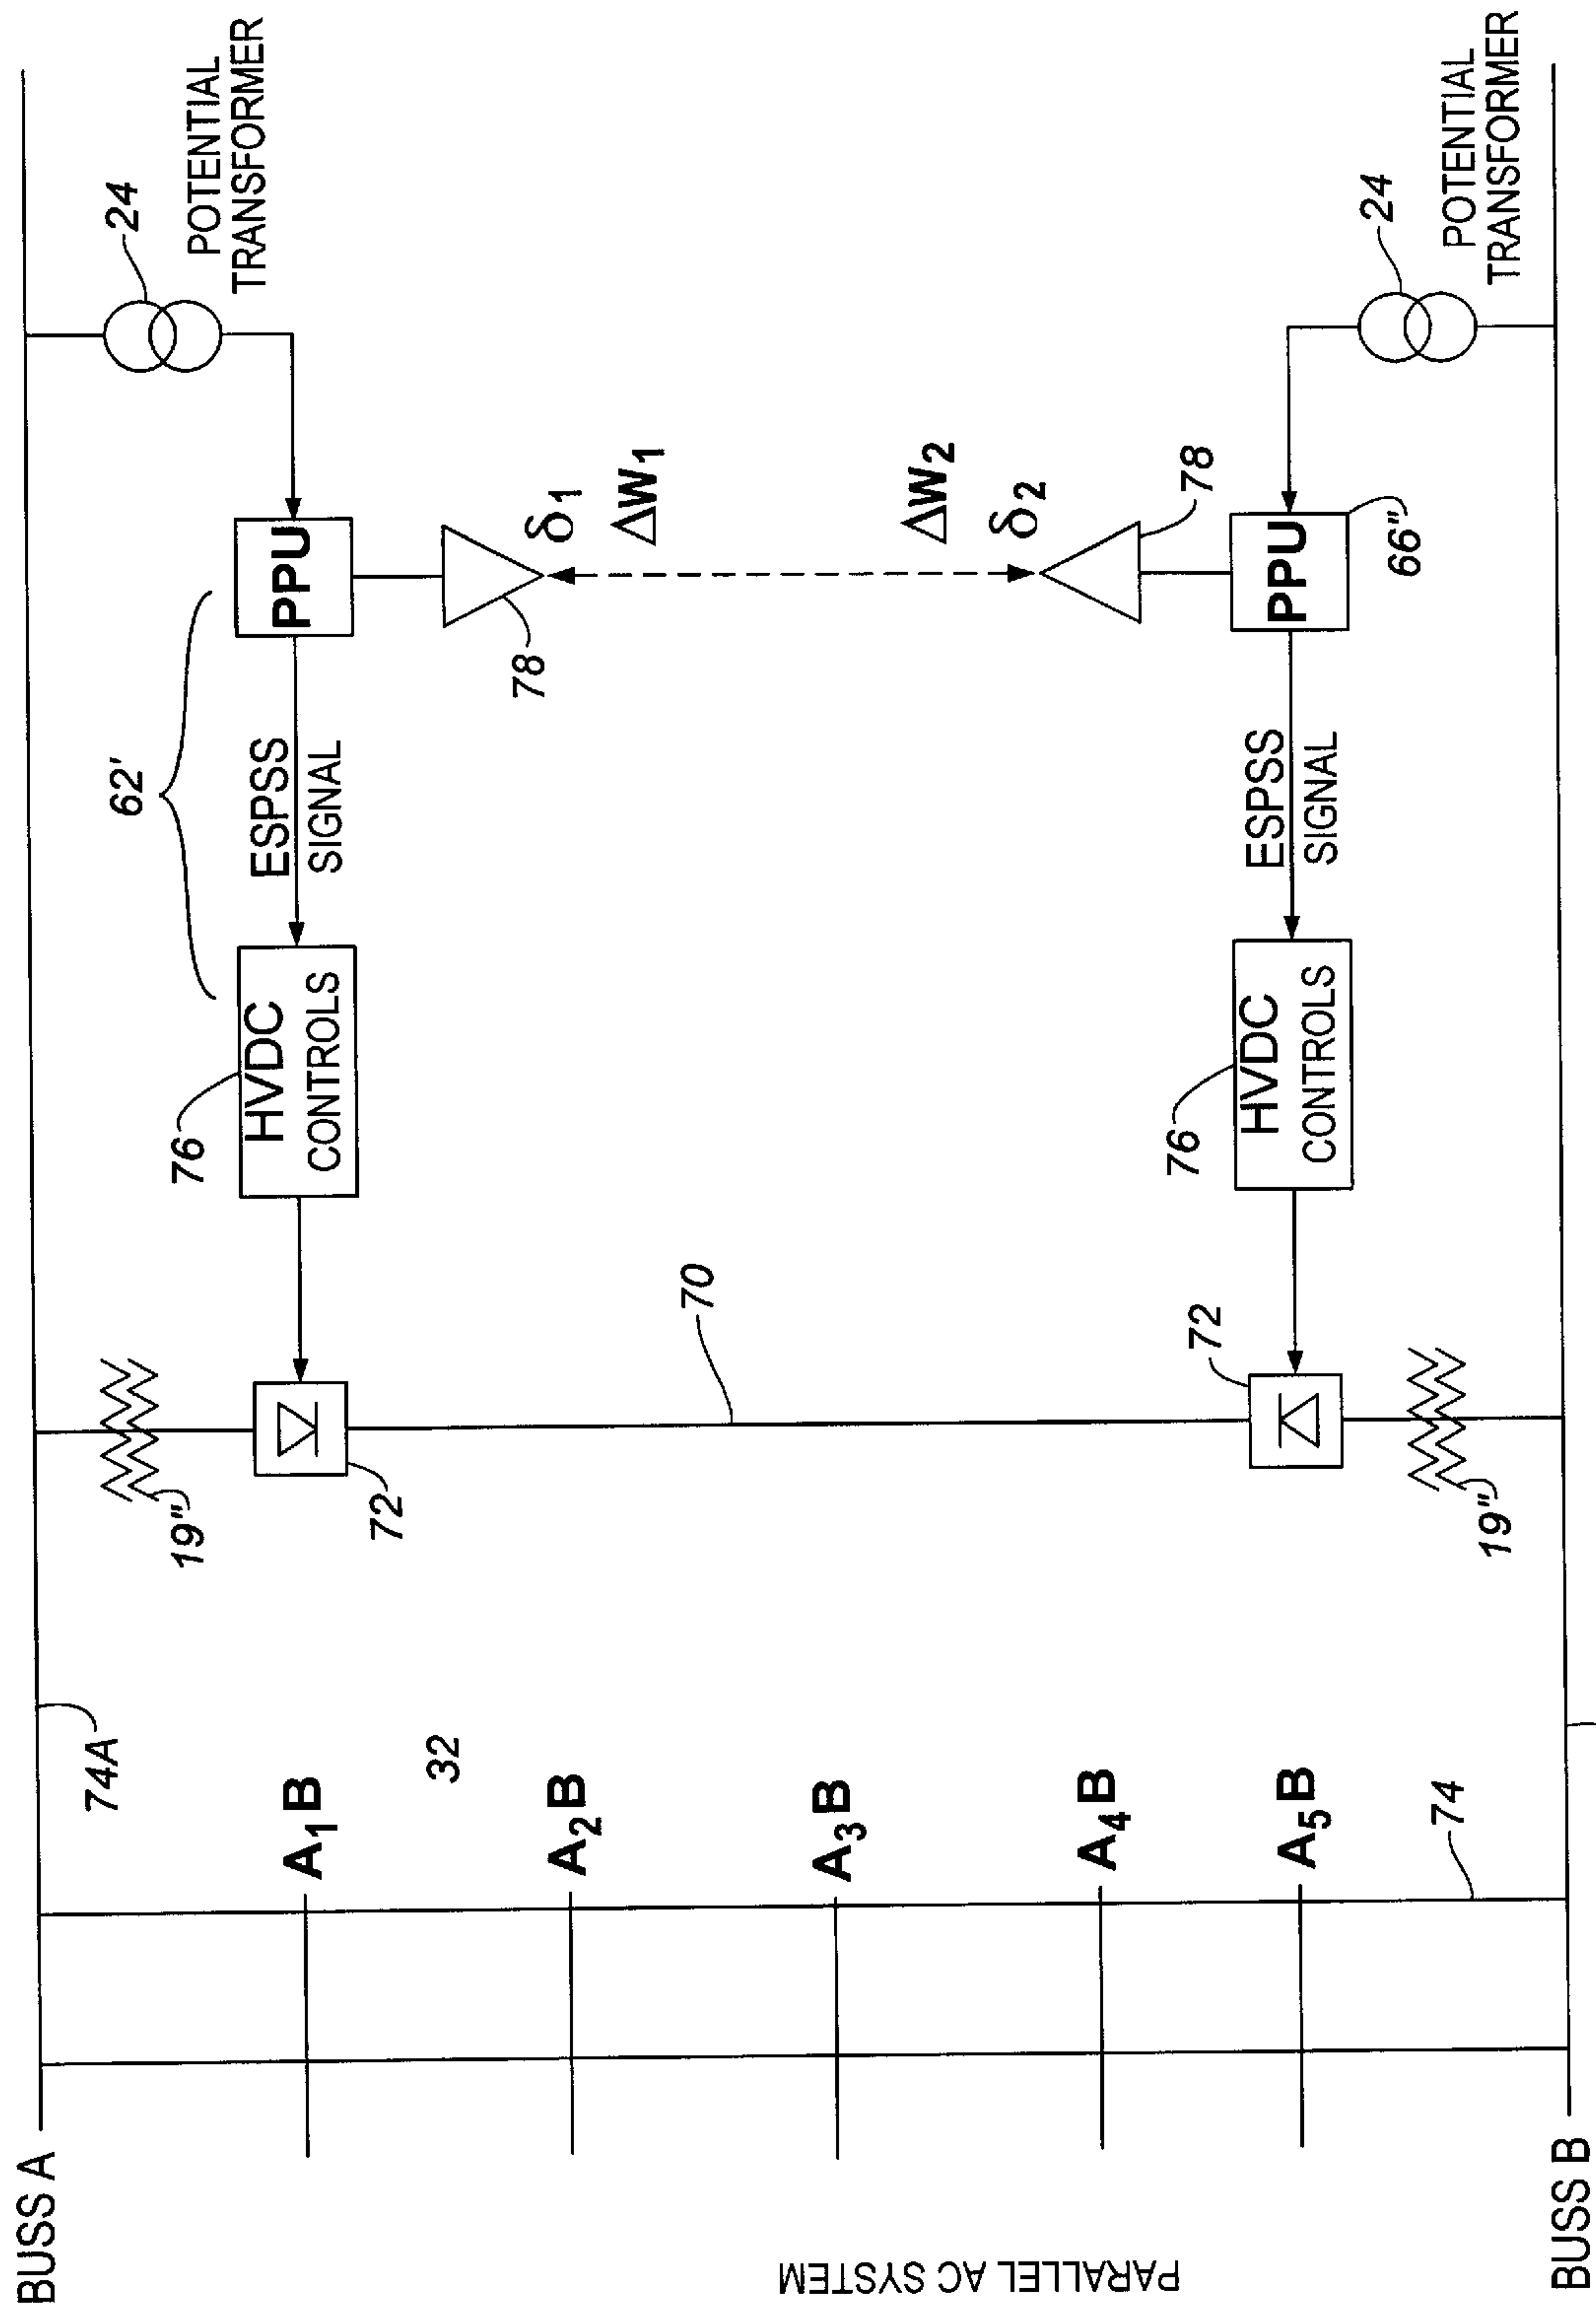 BUSS A
74A
19"
72
76
HVDC
CONTROLS
62'
ESPSS
SIGNAL
PPU
24
POTENTIAL
TRANSFORMER
78
δ1
ΔW1
PARALLEL AC SYSTEM
A1B
32
A2B
A3B
A4B
A5B
74
70
ΔW2
δ2
78
72
19"
76
HVDC
CONTROLS
ESPSS
SIGNAL
PPU
66"
24
POTENTIAL
TRANSFORMER
BUSS B